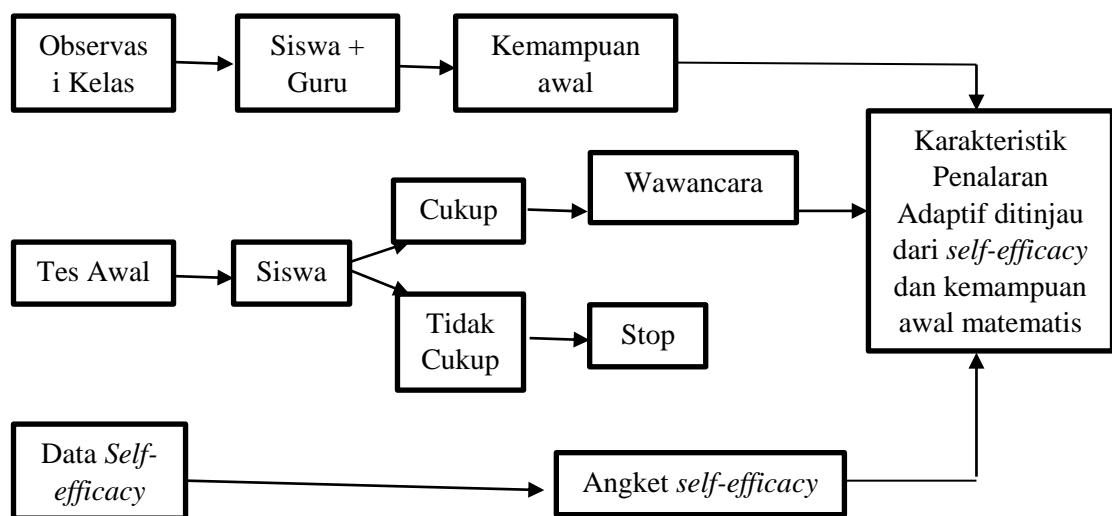 Observas
i Kelas
Siswa +
Guru
Kemampuan
awal
Karakteristik
Penalaran
Adaptif ditinjau
dari self-efficacy
dan kemampuan
awal matematis
Tes Awal
Siswa
Cukup
Wawancara
Tidak
Cukup
Stop
Data Self-
efficacy
Angket self-efficacy